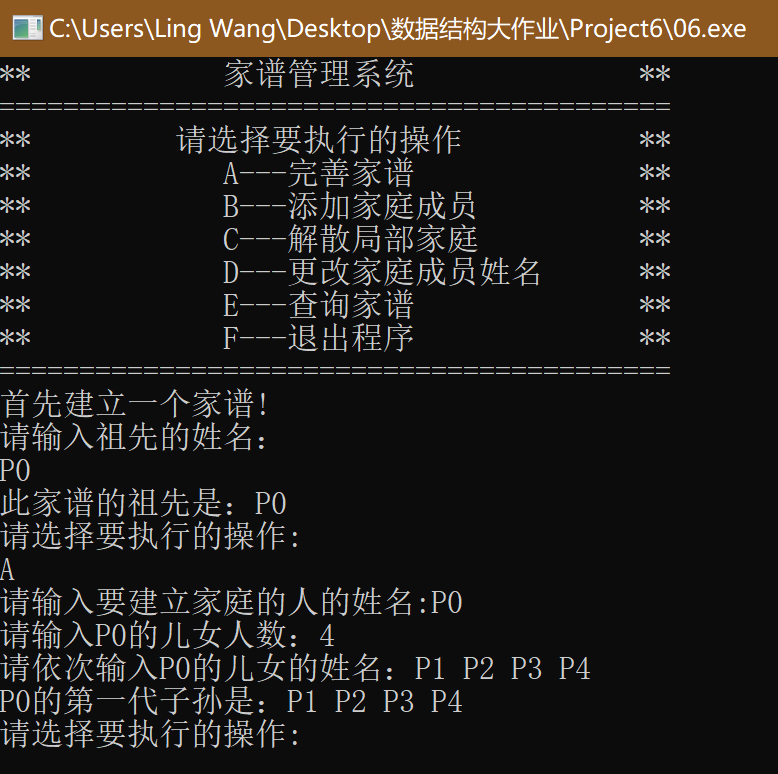 C:\Users\Ling Wang\Desktop\数据结构大作业\Project6\06.exe
** 家谱管理系统 **
==========================================
** 请选择要执行的操作 **
** A---完善家谱 **
** B---添加家庭成员 **
** C---解散局部家庭 **
** D---更改家庭成员姓名 **
** E---查询家谱 **
** F---退出程序 **
==========================================
首先建立一个家谱!
请输入祖先的姓名:
P0
此家谱的祖先是：P0
请选择要执行的操作:
A
请输入要建立家庭的人的姓名:P0
请输入P0的儿女人数：4
请依次输入P0的儿女的姓名：P1 P2 P3 P4
P0的第一代子孙是：P1 P2 P3 P4
请选择要执行的操作: